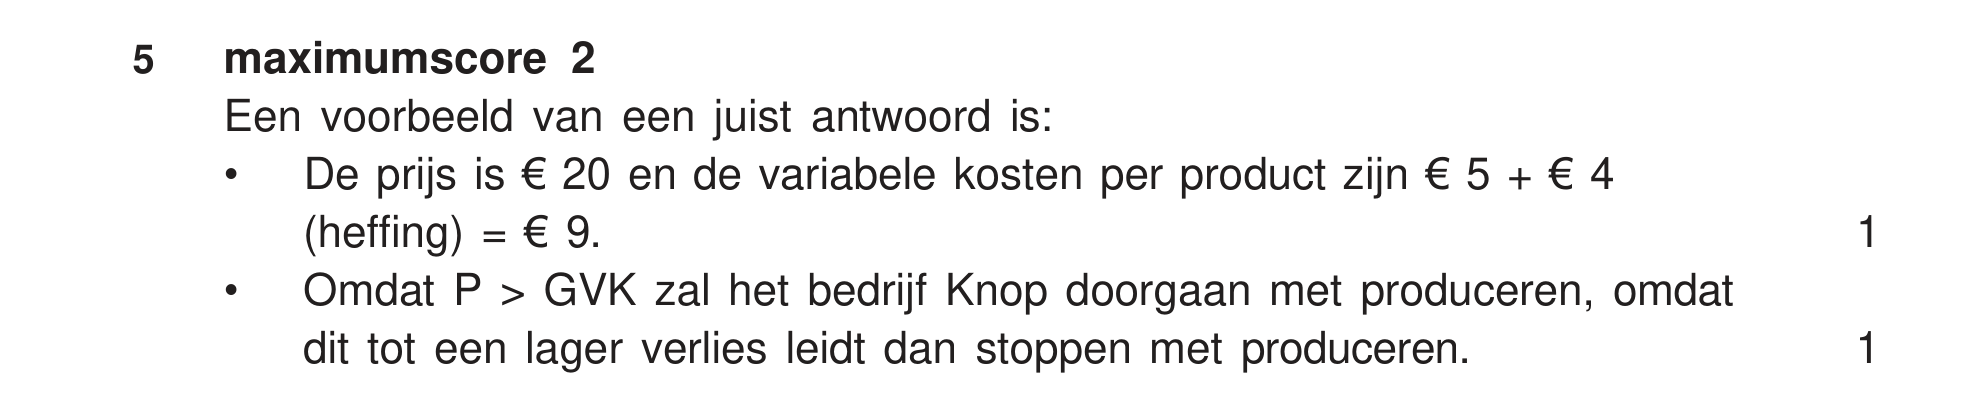 5 maximumscore 2
Een voorbeeld van een juist antwoord is:
• De prijs is € 20 en de variabele kosten per product zijn € 5 + € 4
(heffing) = € 9. 1
• Omdat P > GVK zal het bedrijf Knop doorgaan met produceren, omdat
dit tot een lager verlies leidt dan stoppen met produceren. 1